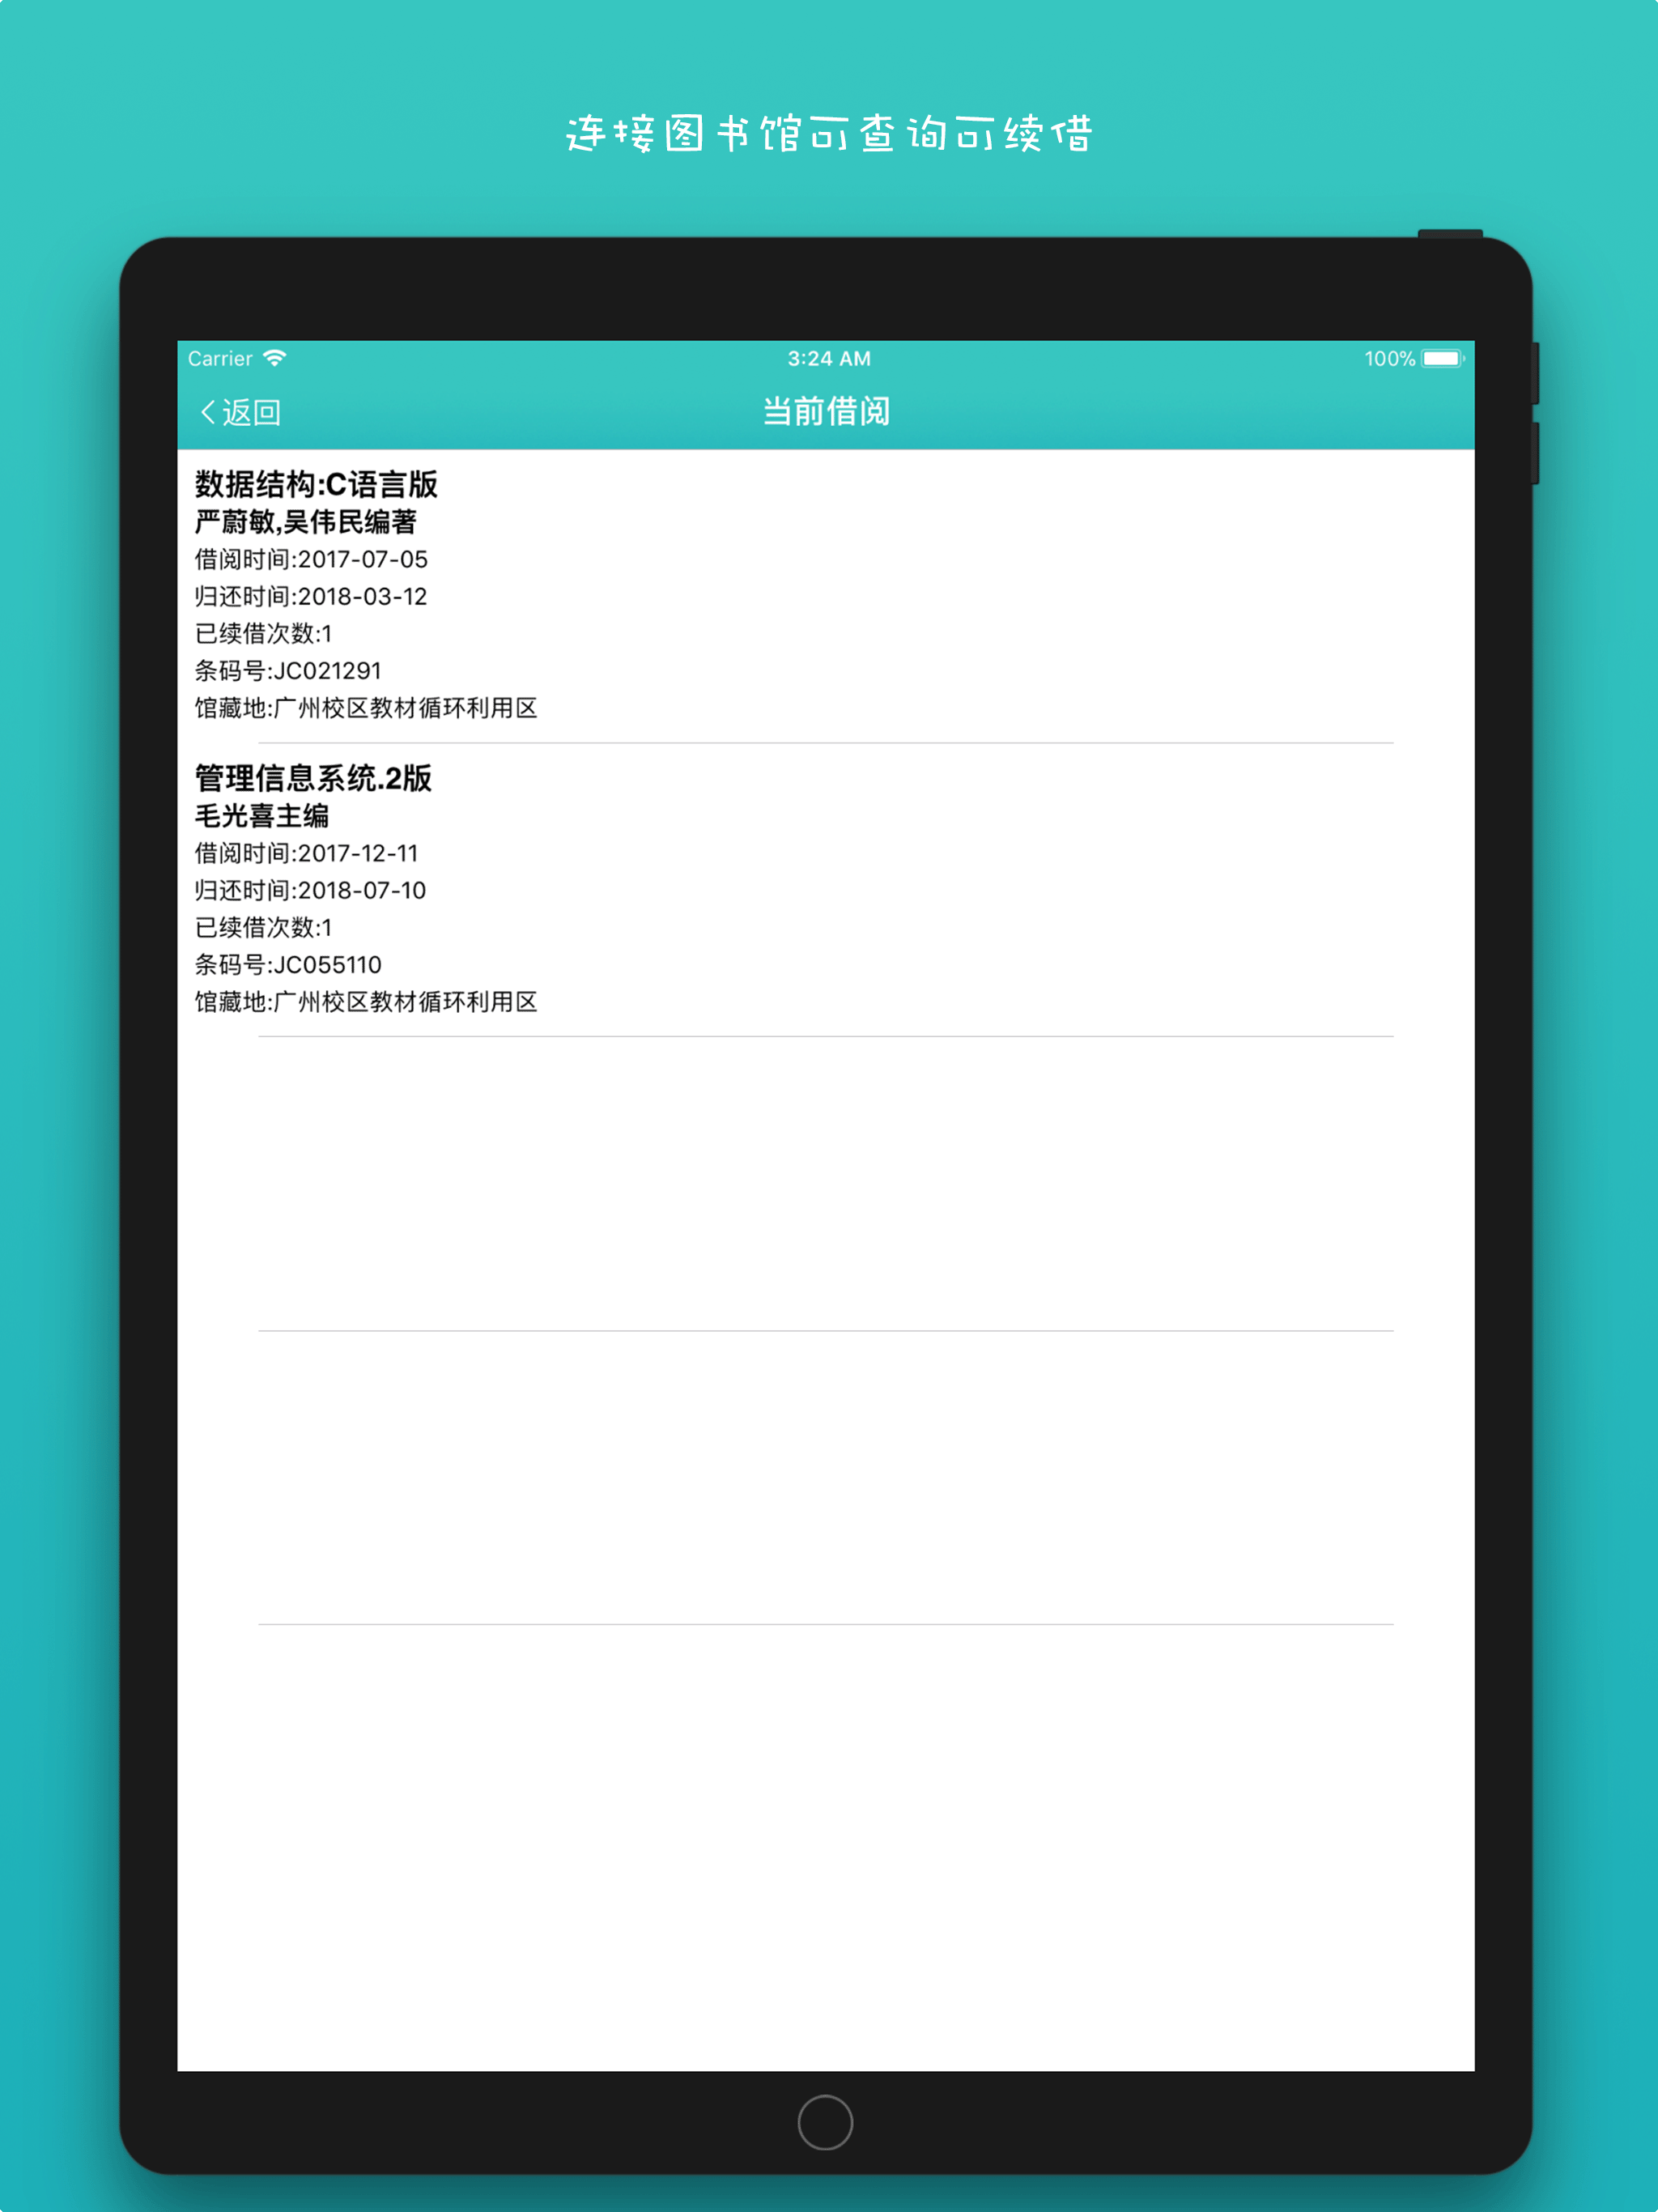 连接图书馆可查询可续借
Carrier 3:24 AM 100%
返回 当前借阅
数据结构:C语言版
严蔚敏,吴伟民编著
借阅时间:2017-07-05
归还时间:2018-03-12
已续借次数:1
条码号:JC021291
馆藏地:广州校区教材循环利用区
管理信息系统.2版
毛光喜主编
借阅时间:2017-12-11
归还时间:2018-07-10
已续借次数:1
条码号:JC055110
馆藏地:广州校区教材循环利用区